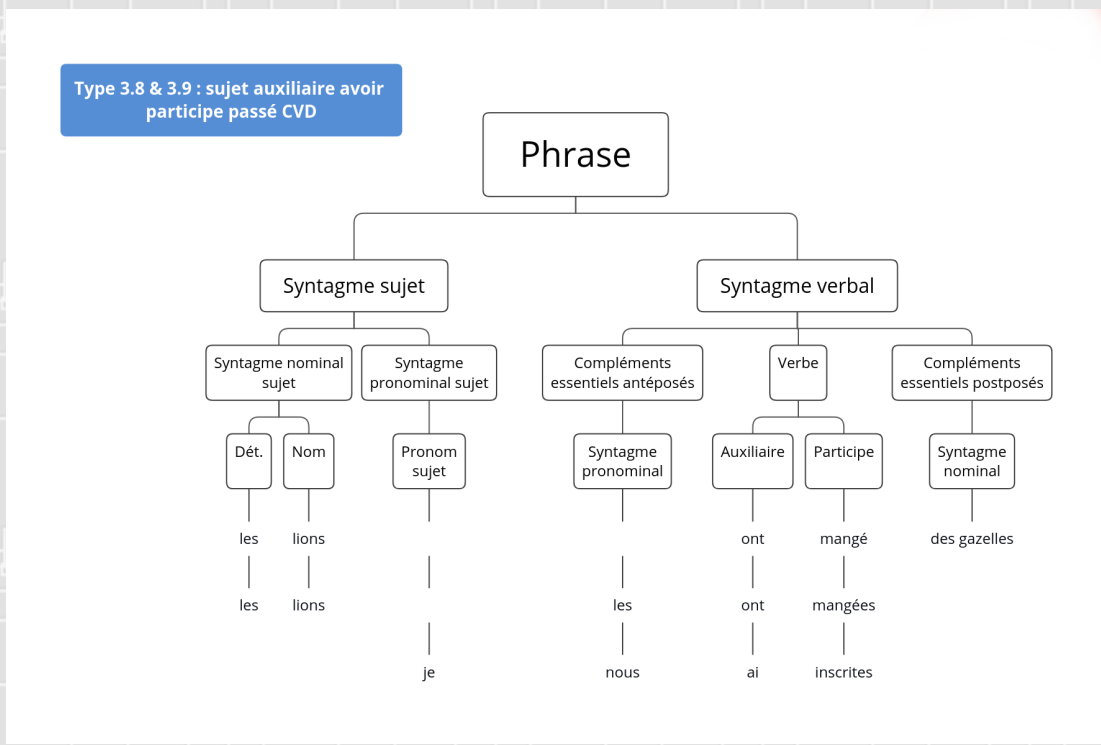 Type 3.8 & 3.9 : sujet auxiliaire avoir
participe passé CVD
Phrase
Syntagme sujet
Syntagme verbal
Syntagme nominal
sujet
Syntagme
pronominal sujet
Compléments
essentiels antéposés
Verbe
Compléments
essentiels postposés
Dét.
Nom
Pronom
sujet
Syntagme
pronominal
Auxiliaire
Participe
Syntagme
nominal
les lions ont mangé des gazelles
les lions les ont mangées
je nous ai inscrites